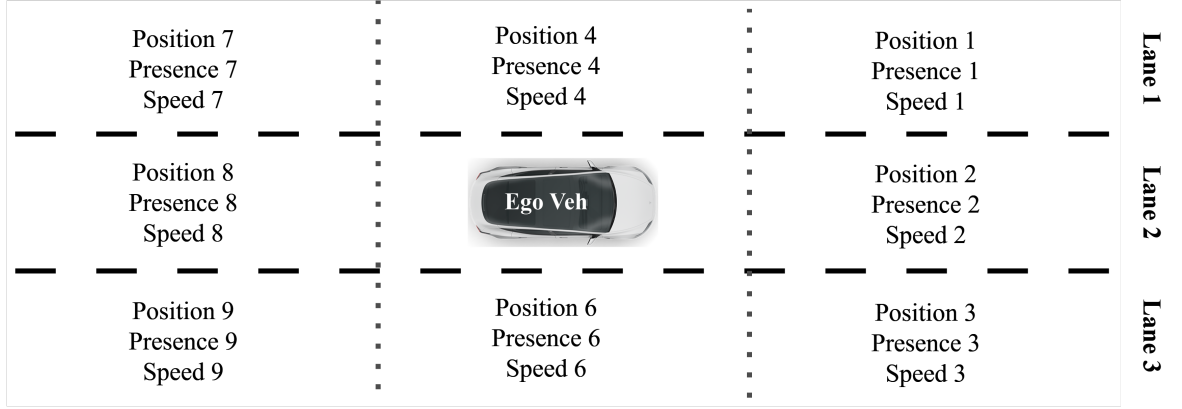 Position 7
Presence 7
Speed 7
Position 4
Presence 4
Speed 4
Position 1
Presence 1
Speed 1
Lane 1
Position 8
Presence 8
Speed 8
Ego Veh
Position 2
Presence 2
Speed 2
Lane 2
Position 9
Presence 9
Speed 9
Position 6
Presence 6
Speed 6
Position 3
Presence 3
Speed 3
Lane 3